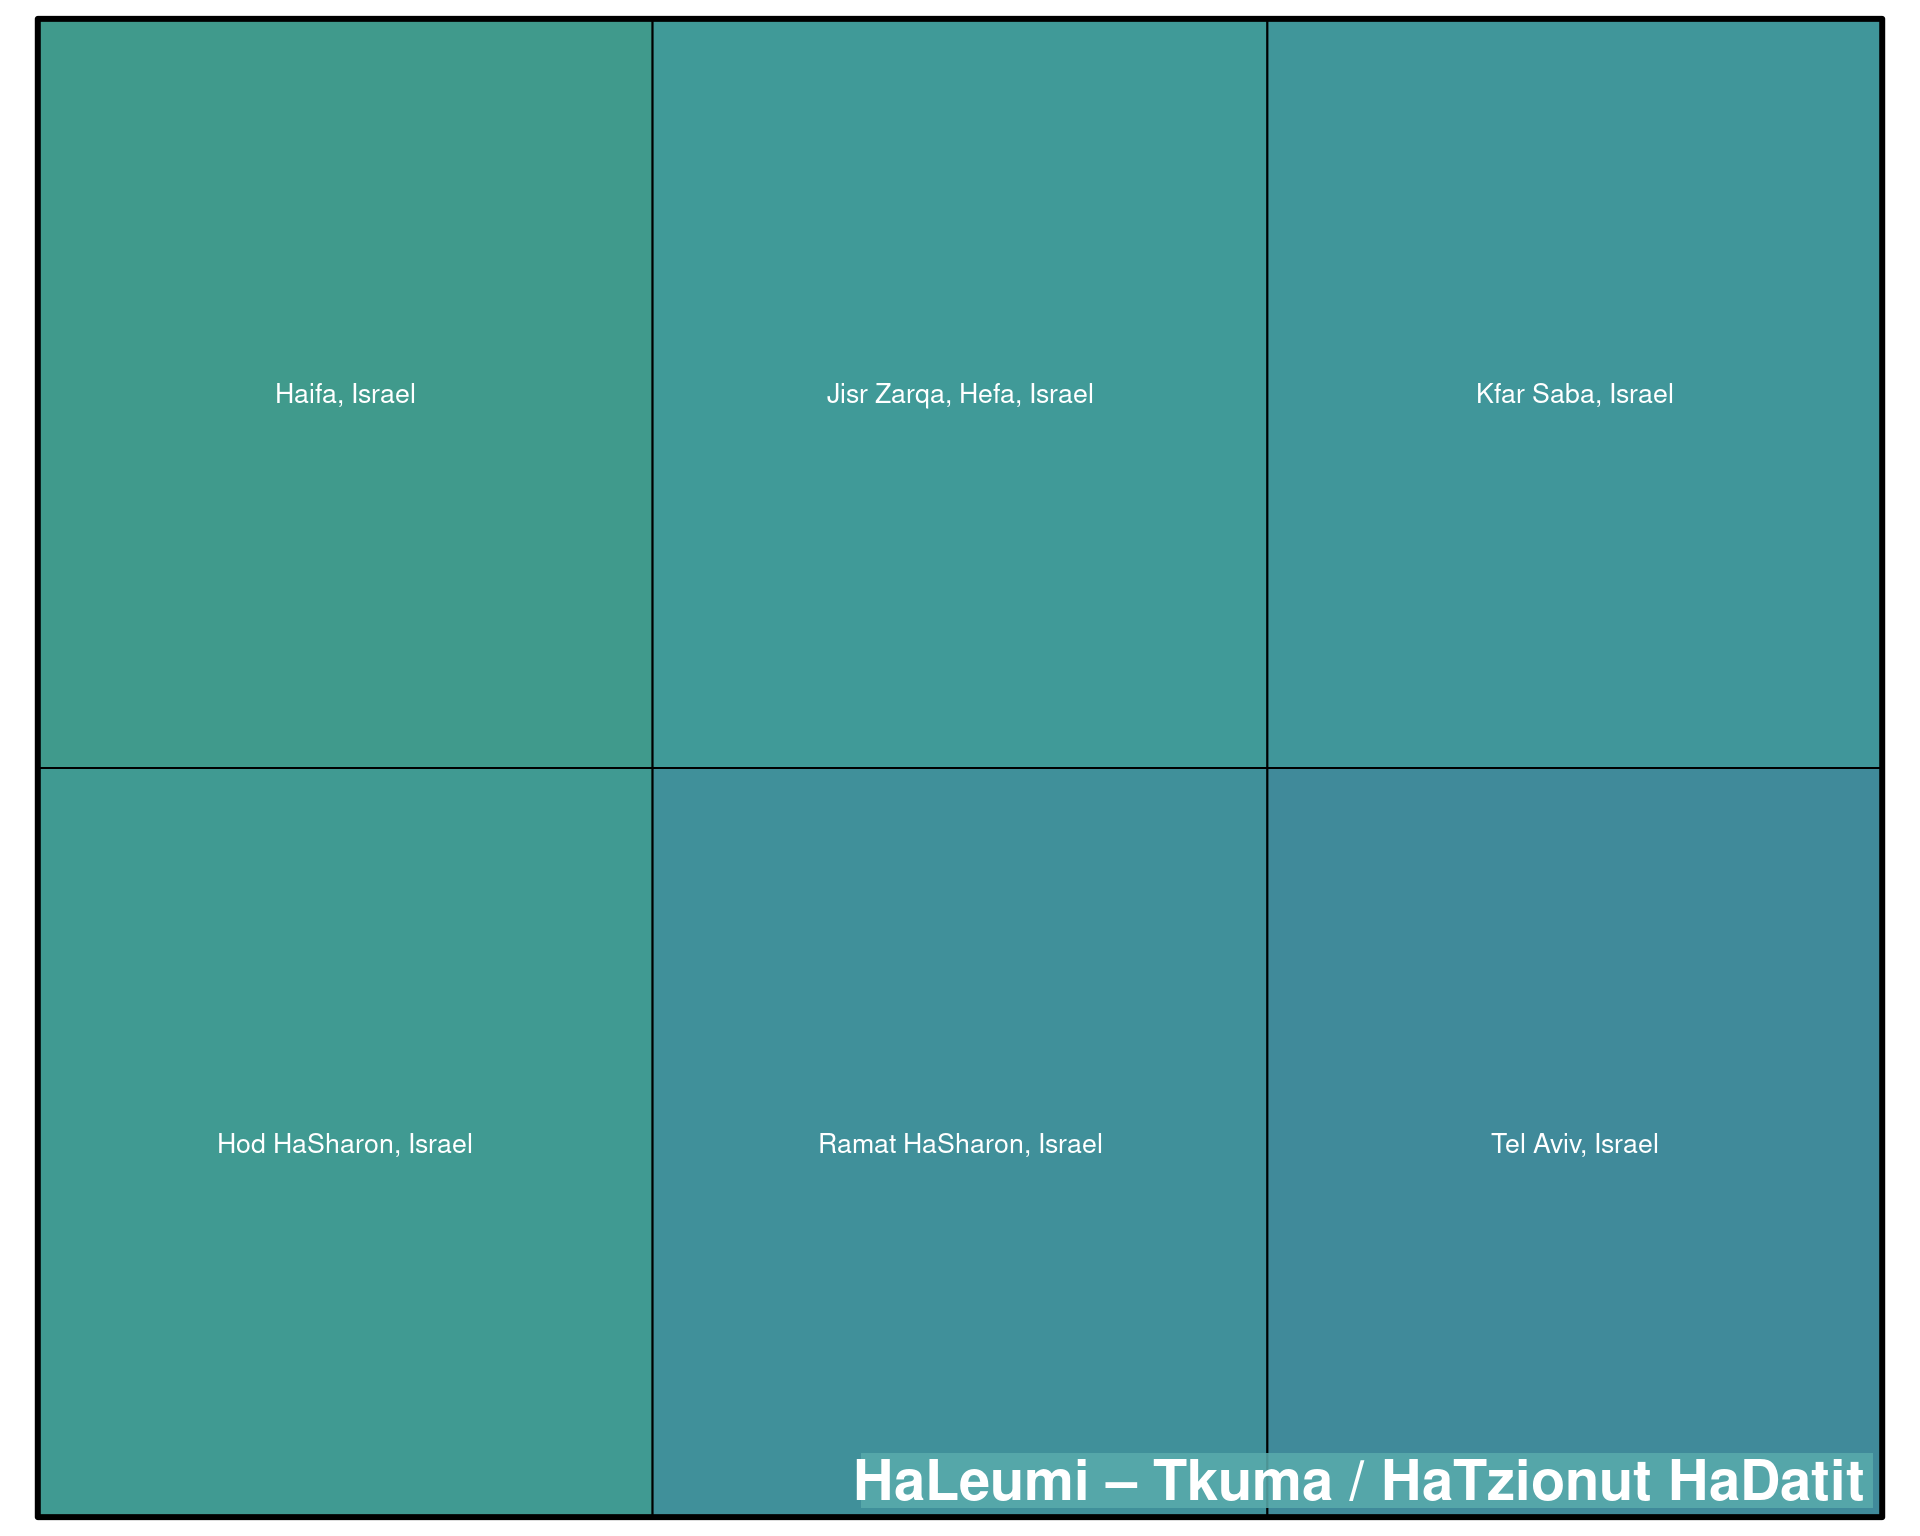 Haifa, Israel
Jisr Zarqa, Hefa, Israel
Kfar Saba, Israel
Hod HaSharon, Israel
Ramat HaSharon, Israel
Tel Aviv, Israel
HaLeumi – Tkuma / HaTzionut HaDatit